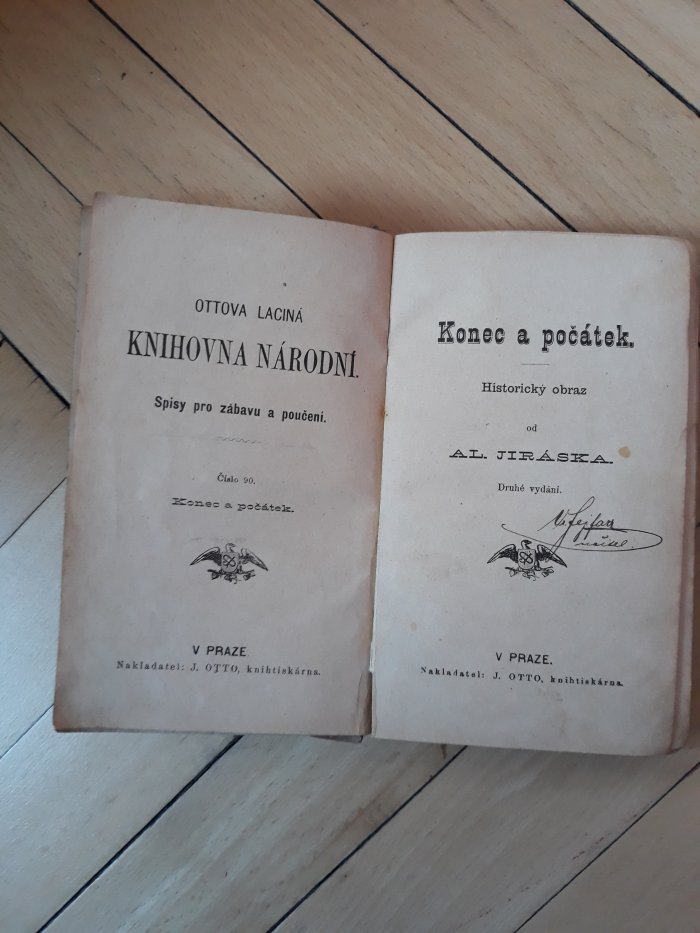 OTTOVA LACINÁ
KNIHOVNA NÁRODNÍ.
Spisy pro zábavu a poučení.
Číslo 90.
Konec a počátek.
V PRAZE.
Nakladatel: J. OTTO, knihtiskárna.
Konec a počátek.
Historický obraz
od
AL. JIRÁSKA.
Druhé vydání.
učitel.
V PRAZE.
Nakladatel: J. OTTO, knihtiskárna.